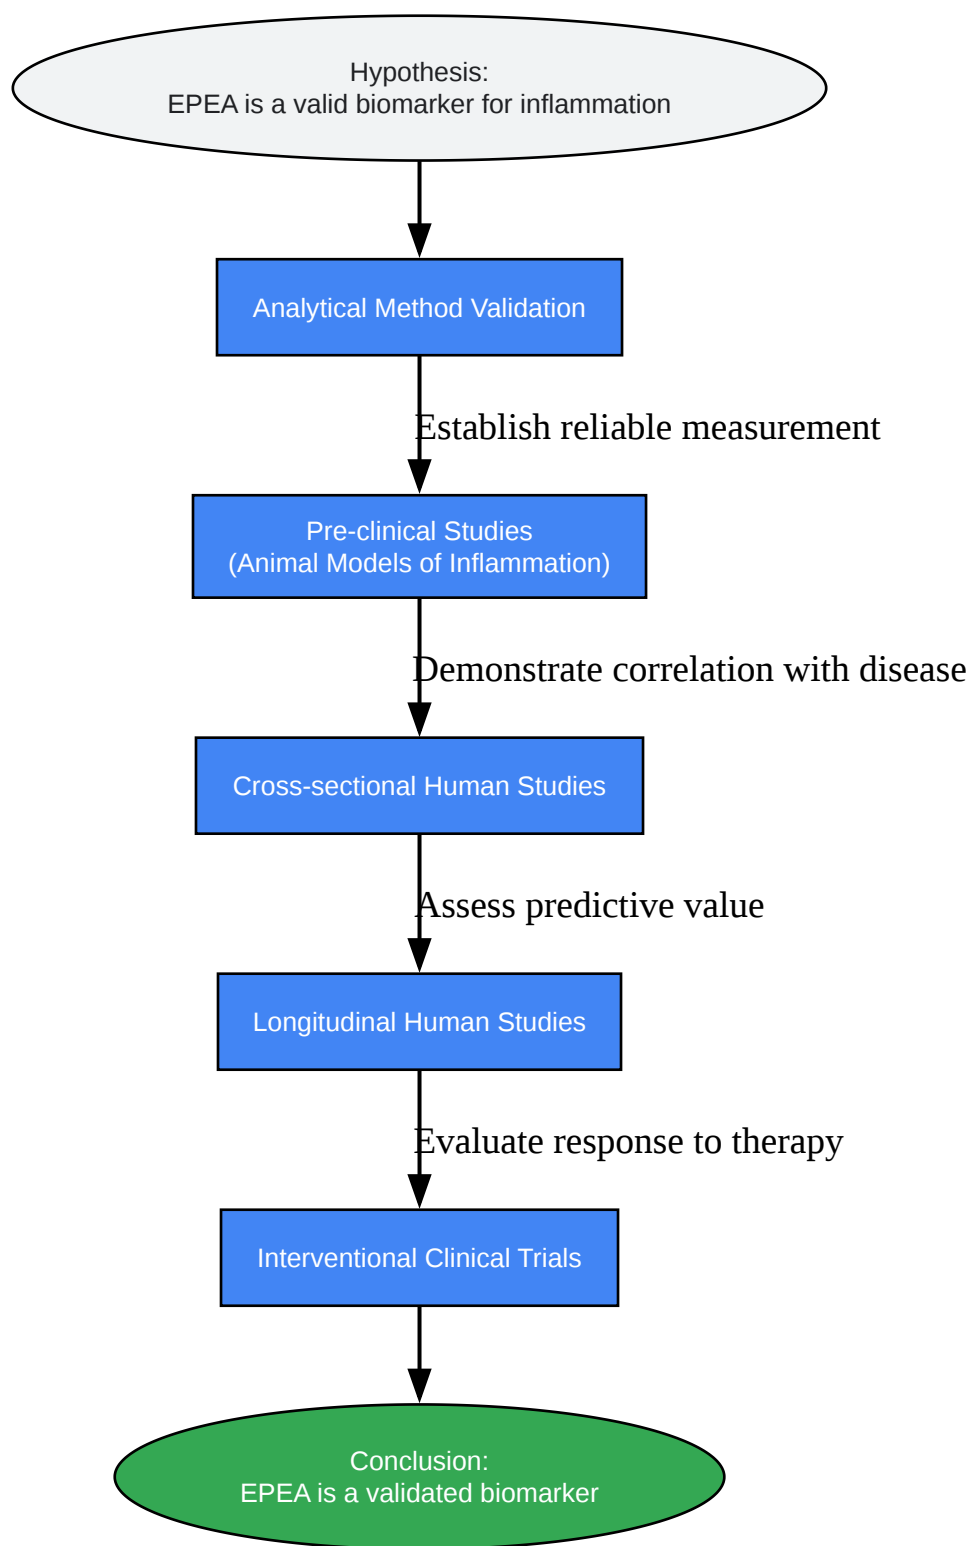 Hypothesis:
EPEA is a valid biomarker for inflammation
Analytical Method Validation
Establish reliable measurement
Pre-clinical Studies
(Animal Models of Inflammation)
Demonstrate correlation with disease
Cross-sectional Human Studies
Assess predictive value
Longitudinal Human Studies
Evaluate response to therapy
Interventional Clinical Trials
Conclusion:
EPEA is a validated biomarker